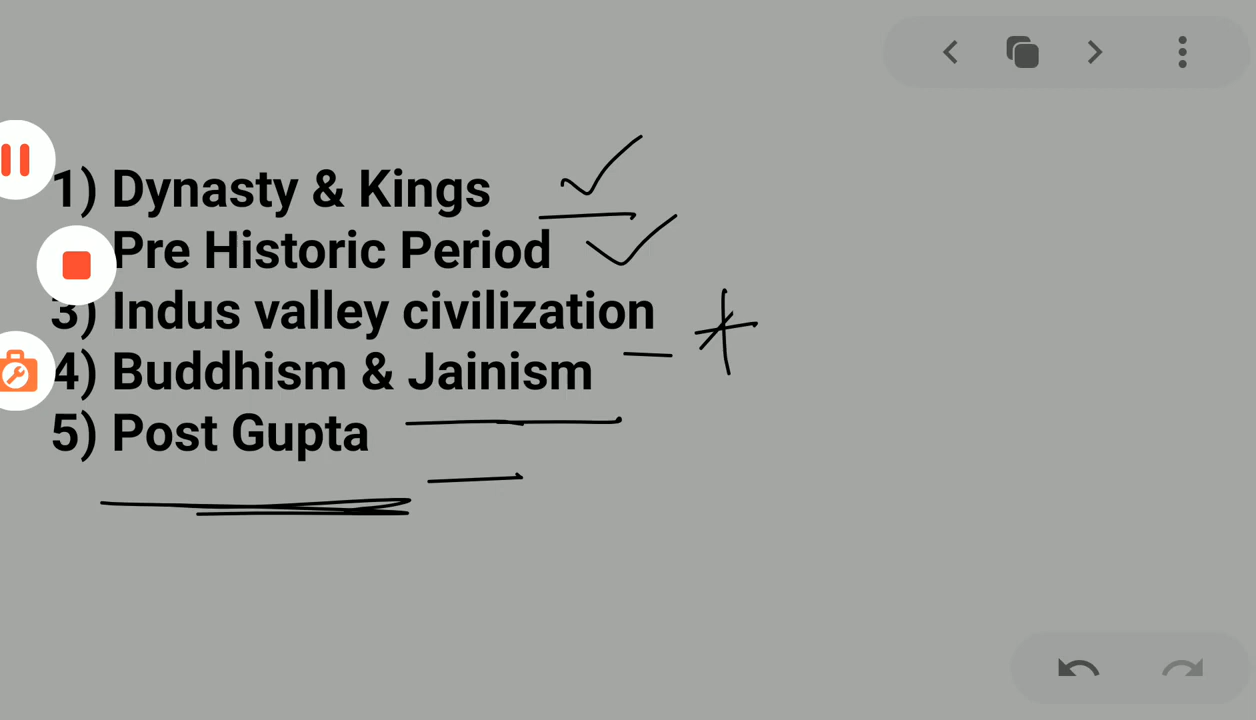 1) Dynasty & Kings
Pre Historic Period
3) Indus valley civilization
4) Buddhism & Jainism
5) Post Gupta